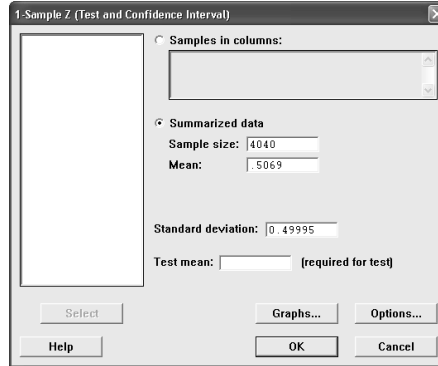 1-Sample Z (Test and Confidence Interval)
Samples in columns:
Summarized data
Sample size: 4040
Mean: .5069
Standard deviation: 0.49995
Test mean: (required for test)
Select Graphs... Options...
Help OK Cancel